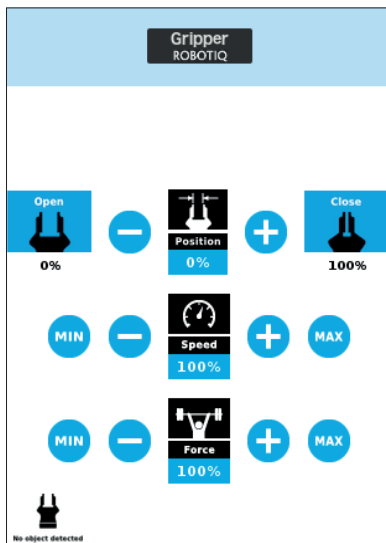 Gripper
ROBOTIQ
Open
Close
Position
0%
0%
100%
MIN
Speed
MAX
100%
MIN
Force
MAX
100%
No object detected